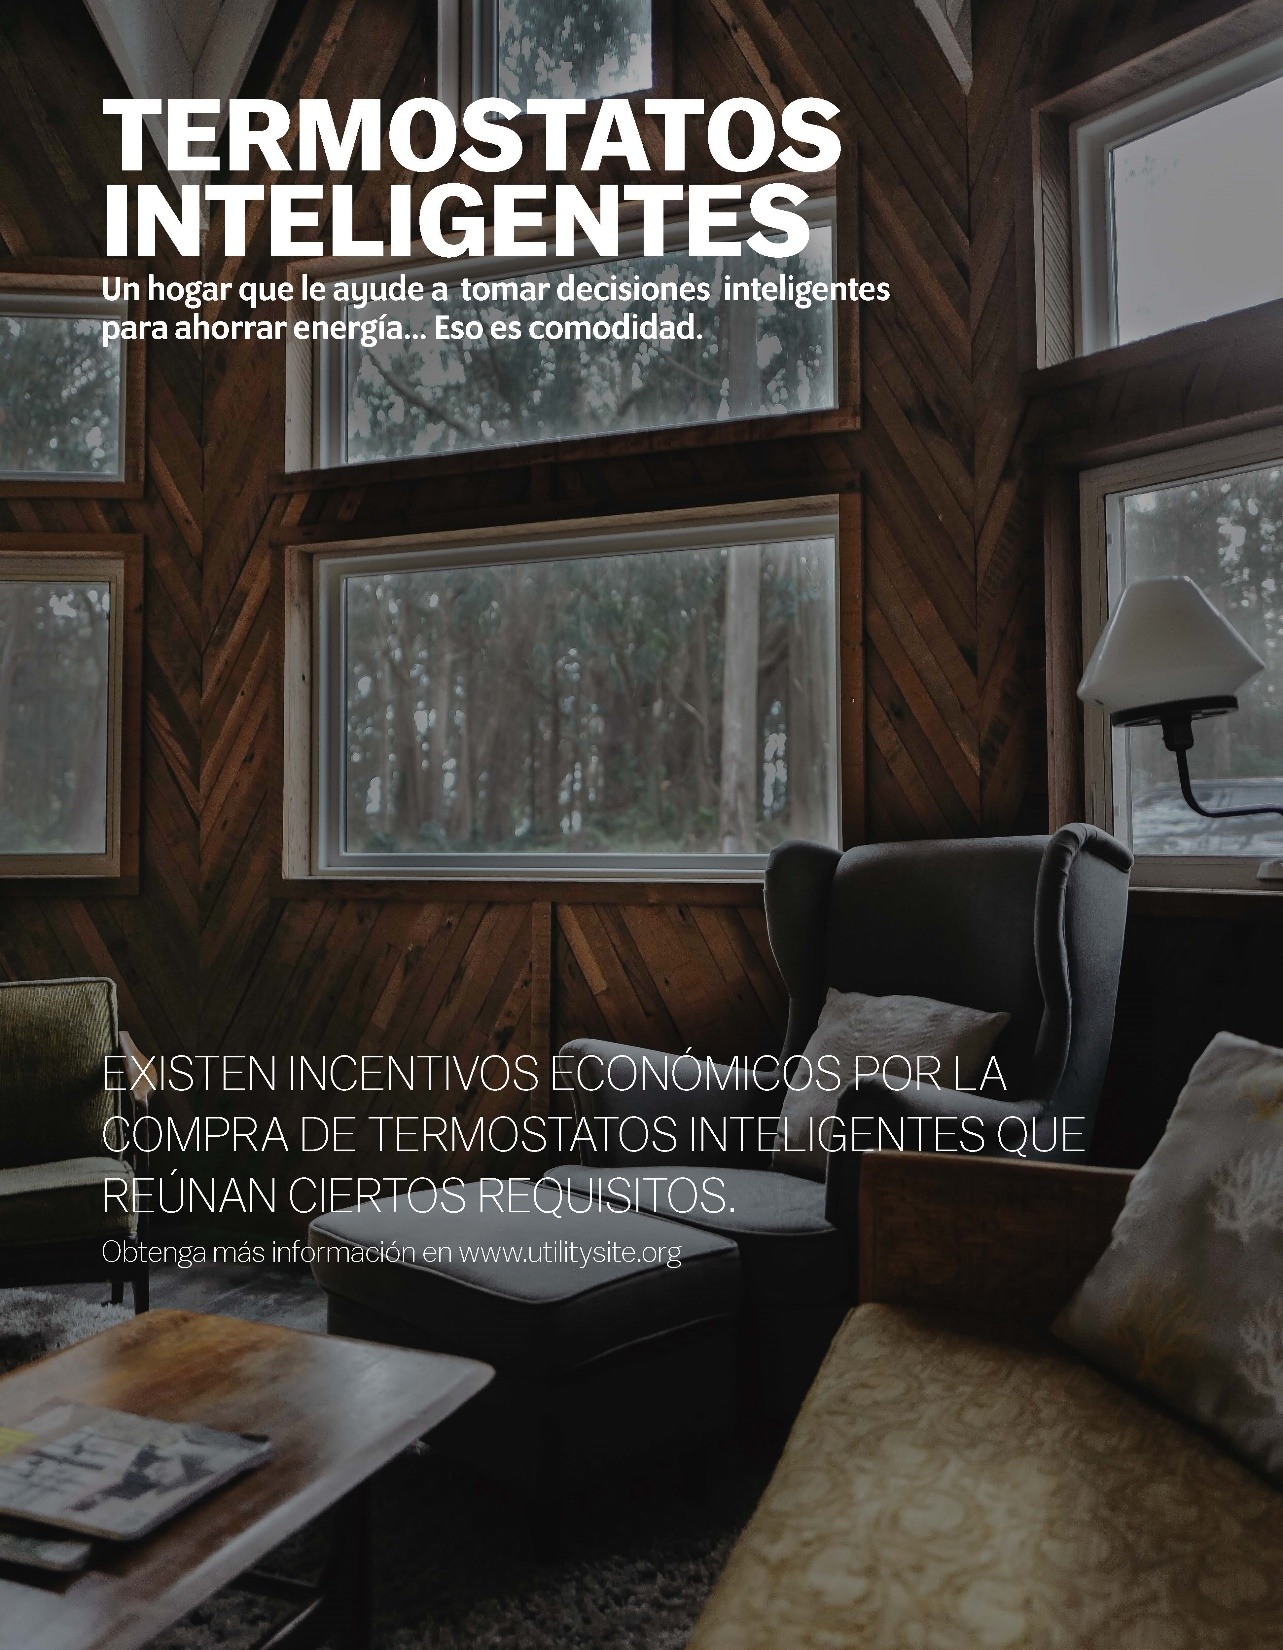 TERMOSTATOS
INTELIGENTES
Un hogar que le ayude a tomar decisiones inteligentes
para ahorrar energía... Eso es comodidad.
EXISTEN INCENTIVOS ECONÓMICOS POR LA
COMPRA DE TERMOSTATOS INTELIGENTES QUE
REÚNAN CIERTOS REQUISITOS.
Obtenga más información en www.utilitysite.org